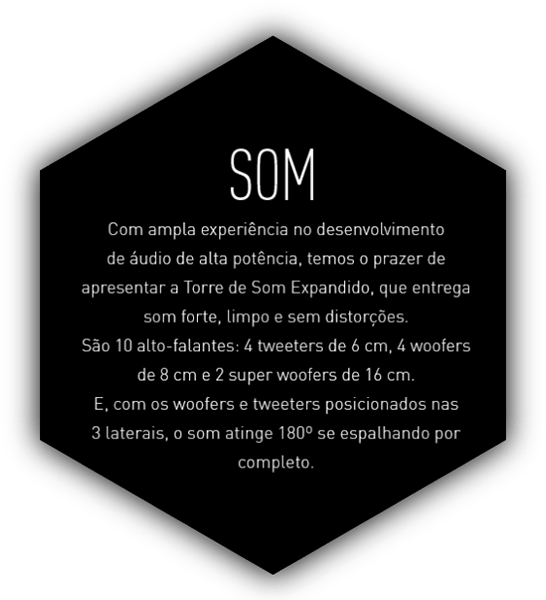 SOM
Com ampla experiência no desenvolvimento
de áudio de alta potência, temos o prazer de
apresentar a Torre de Som Expandido, que entrega
som forte, limpo e sem distorções.
São 10 alto-falantes: 4 tweeters de 6 cm, 4 woofers
de 8 cm e 2 super woofers de 16 cm.
E, com os woofers e tweeters posicionados nas
3 laterais, o som atinge 180º se espalhando por
completo.